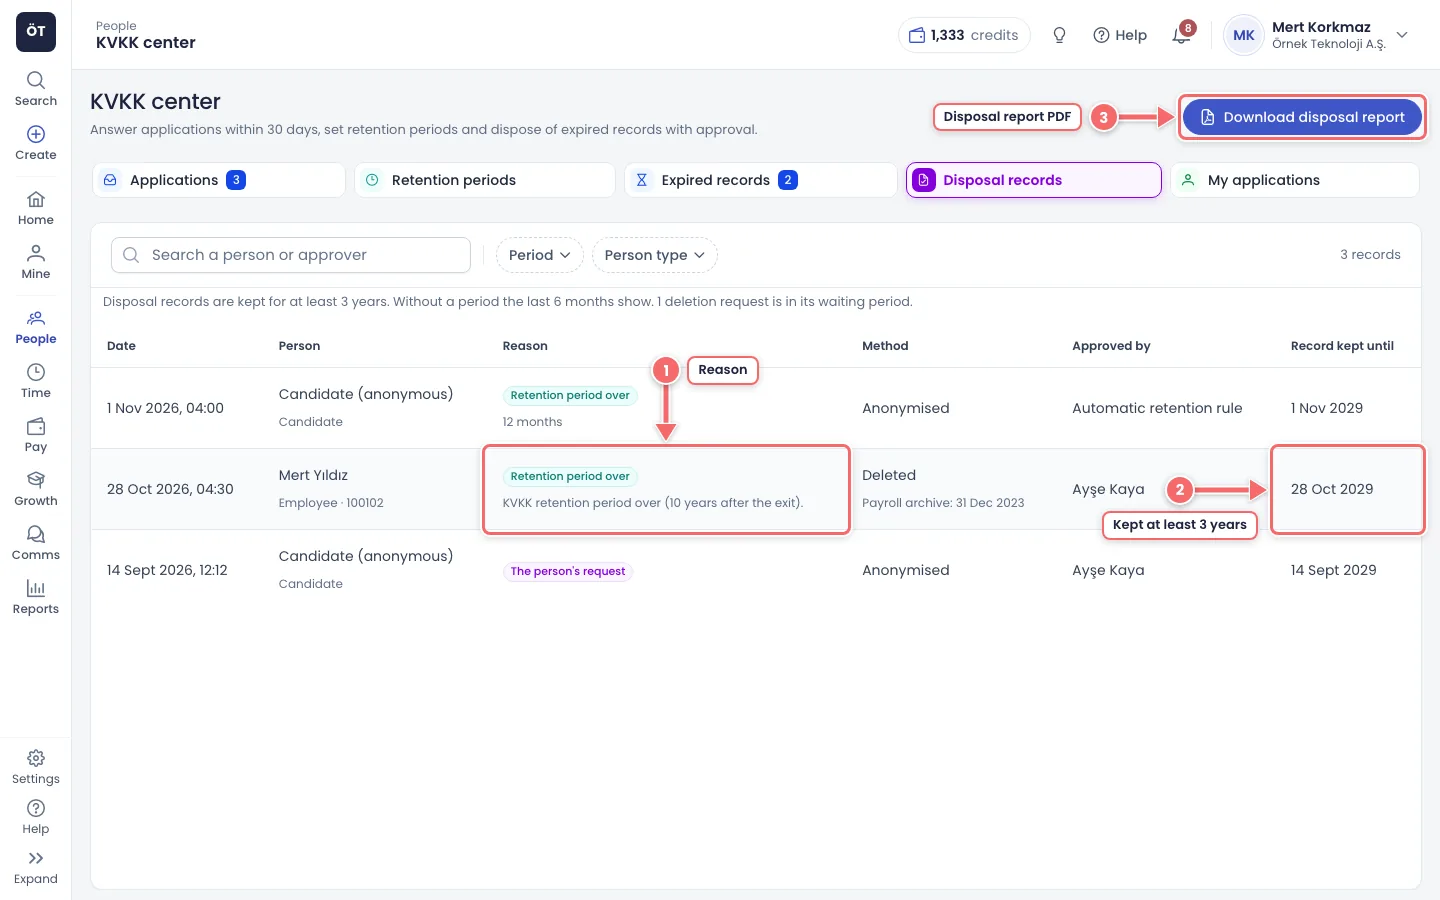 ÖT
Search
Create
Home
Mine
People
Time
Pay
Growth
Comms
Reports
Settings
Help
Expand
People
KVKK center
1,333 credits
Help
8
MK
Mert Korkmaz
Örnek Teknoloji A.Ş.
KVKK center
Answer applications within 30 days, set retention periods and dispose of expired records with approval.
Disposal report PDF
3
Download disposal report
Applications 3
Retention periods
Expired records 2
Disposal records
My applications
Search a person or approver
Period
Person type
3 records
Disposal records are kept for at least 3 years. Without a period the last 6 months show. 1 deletion request is in its waiting period.
Date
Person
Reason
Method
Approved by
Record kept until
1
Reason
1 Nov 2026, 04:00
Candidate (anonymous)
Candidate
Retention period over
12 months
Anonymised
Automatic retention rule
1 Nov 2029
28 Oct 2026, 04:30
Mert Yıldız
Employee · 100102
Retention period over
KVKK retention period over (10 years after the exit).
Deleted
Payroll archive: 31 Dec 2023
Ayşe Kaya
2
28 Oct 2029
Kept at least 3 years
14 Sept 2026, 12:12
Candidate (anonymous)
Candidate
The person's request
Anonymised
Ayşe Kaya
14 Sept 2029